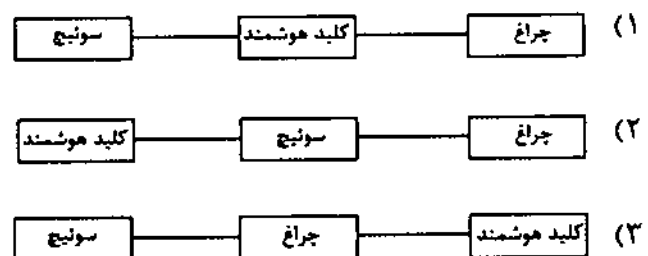 ۱) چراغ کلید هوشمند سوئیچ
۲) چراغ سوئیچ کلید هوشمند
۳) کلید هوشمند چراغ سوئیچ